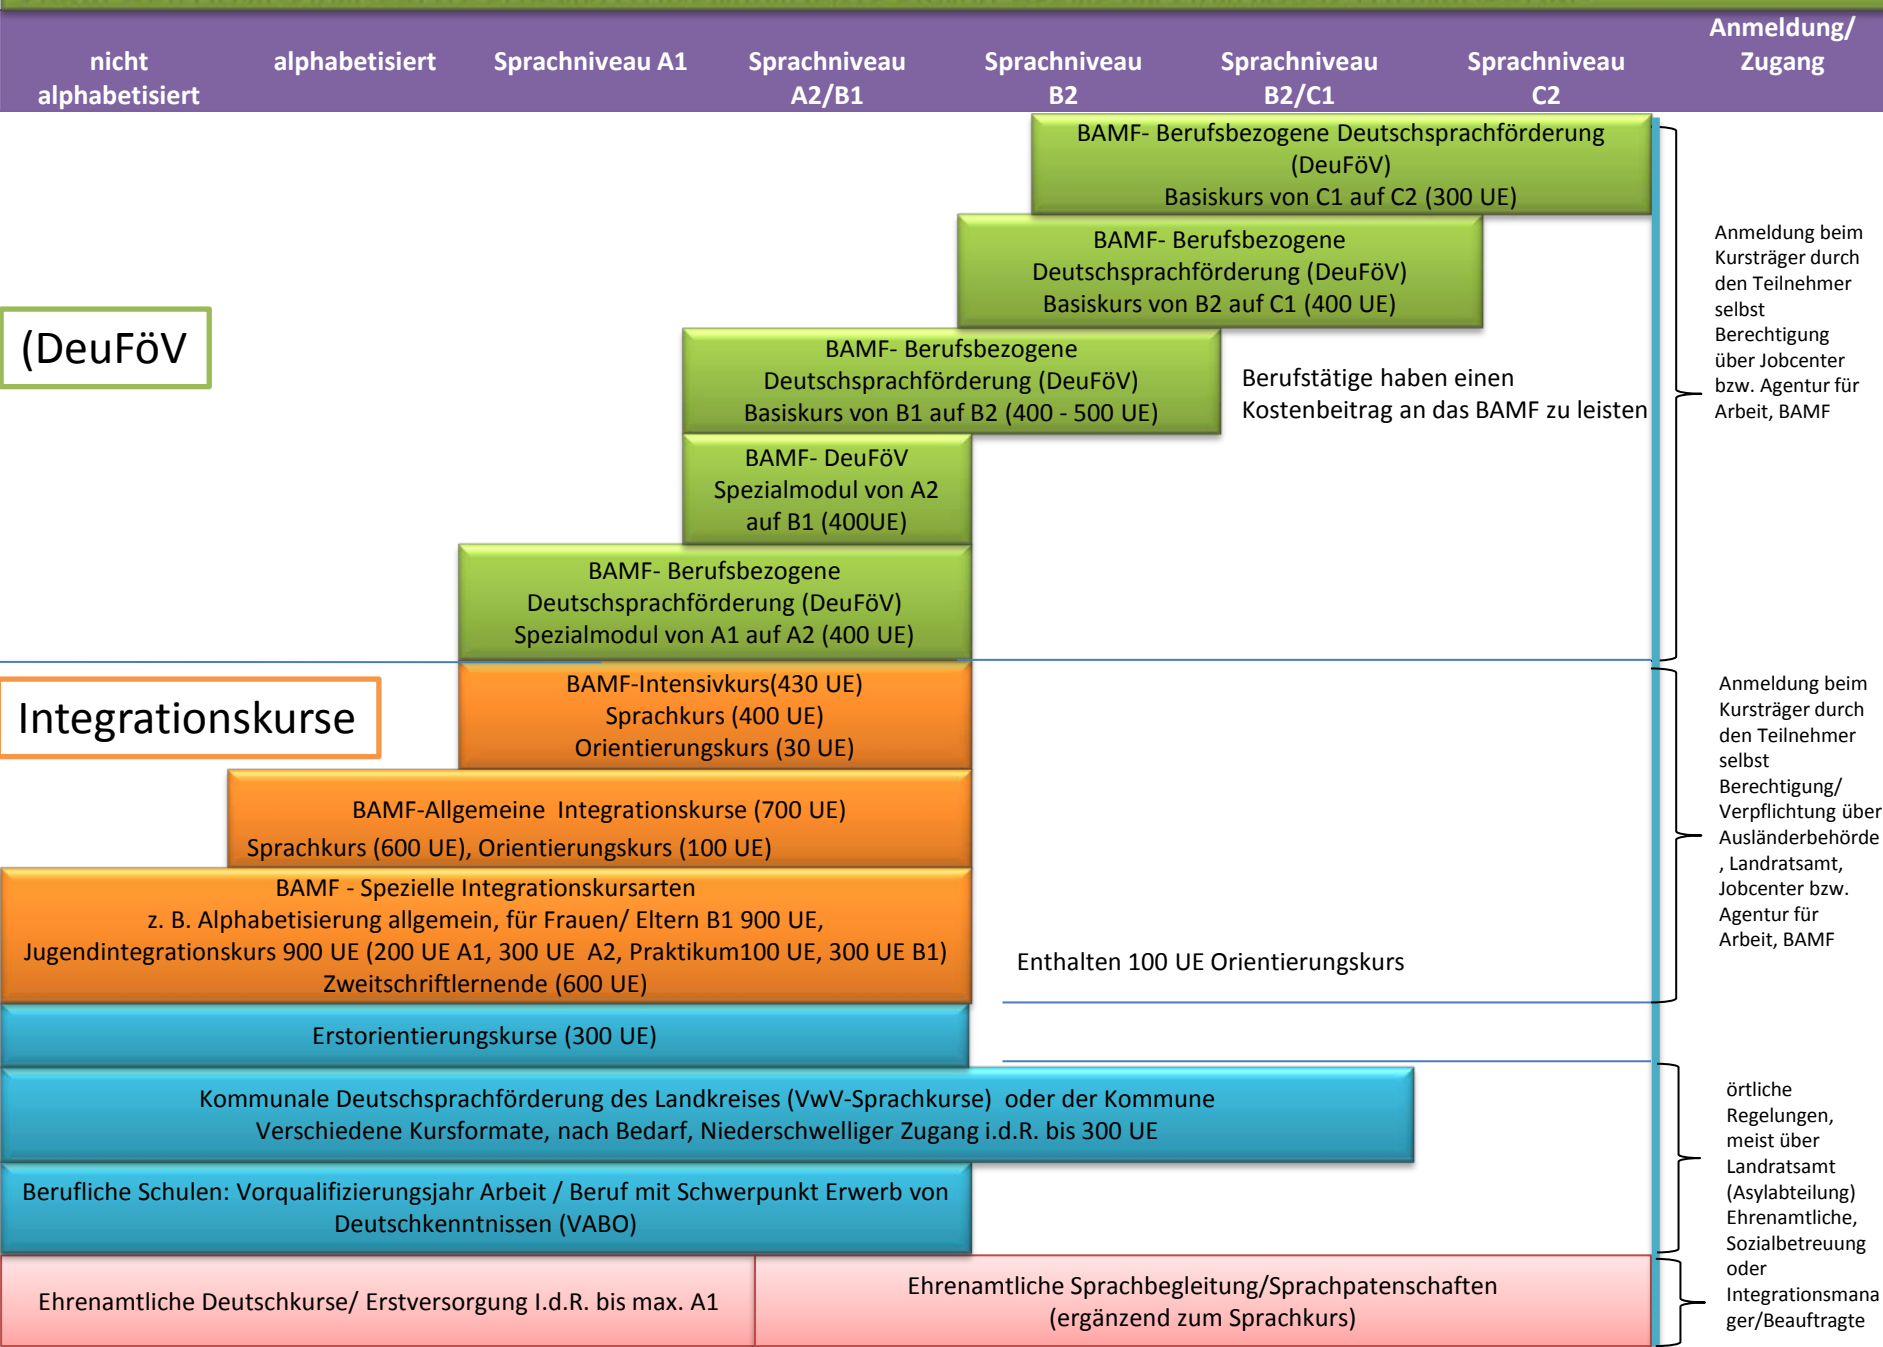 nicht
alphabetisiert
alphabetisiert
Sprachniveau A1
Sprachniveau
A2/B1
Sprachniveau
B2
Sprachniveau
B2/C1
Sprachniveau
C2
Anmeldung/
Zugang
BAMF- Berufsbezogene Deutschsprachförderung
(DeuFöV)
Basiskurs von C1 auf C2 (300 UE)
BAMF- Berufsbezogene
Deutschsprachförderung (DeuFöV)
Basiskurs von B2 auf C1 (400 UE)
Anmeldung beim
Kursträger durch
den Teilnehmer
selbst
Berechtigung
über Jobcenter
bzw. Agentur für
Arbeit, BAMF
(DeuFöV
BAMF- Berufsbezogene
Deutschsprachförderung (DeuFöV)
Basiskurs von B1 auf B2 (400 - 500 UE)
Berufstätige haben einen
Kostenbeitrag an das BAMF zu leisten
BAMF- DeuFöV
Spezialmodul von A2
auf B1 (400UE)
BAMF- Berufsbezogene
Deutschsprachförderung (DeuFöV)
Spezialmodul von A1 auf A2 (400 UE)
Integrationskurse
BAMF-Intensivkurs(430 UE)
Sprachkurs (400 UE)
Orientierungskurs (30 UE)
Anmeldung beim
Kursträger durch
den Teilnehmer
selbst
Berechtigung/
Verpflichtung über
Ausländerbehörde
, Landratsamt,
Jobcenter bzw.
Agentur für
Arbeit, BAMF
BAMF-Allgemeine Integrationskurse (700 UE)
Sprachkurs (600 UE), Orientierungskurs (100 UE)
BAMF - Spezielle Integrationskursarten
z. B. Alphabetisierung allgemein, für Frauen/ Eltern B1 900 UE,
Jugendintegrationskurs 900 UE (200 UE A1, 300 UE A2, Praktikum100 UE, 300 UE B1)
Zweitschriftlernende (600 UE)
Enthalten 100 UE Orientierungskurs
Erstorientierungskurse (300 UE)
Kommunale Deutschsprachförderung des Landkreises (VwV-Sprachkurse) oder der Kommune
Verschiedene Kursformate, nach Bedarf, Niederschwelliger Zugang i.d.R. bis 300 UE
Berufliche Schulen: Vorqualifizierungsjahr Arbeit / Beruf mit Schwerpunkt Erwerb von
Deutschkenntnissen (VABO)
örtliche
Regelungen,
meist über
Landratsamt
(Asylabteilung)
Ehrenamtliche,
Sozialbetreuung
oder
Integrationsmana
ger/Beauftragte
Ehrenamtliche Deutschkurse/ Erstversorgung I.d.R. bis max. A1
Ehrenamtliche Sprachbegleitung/Sprachpatenschaften
(ergänzend zum Sprachkurs)